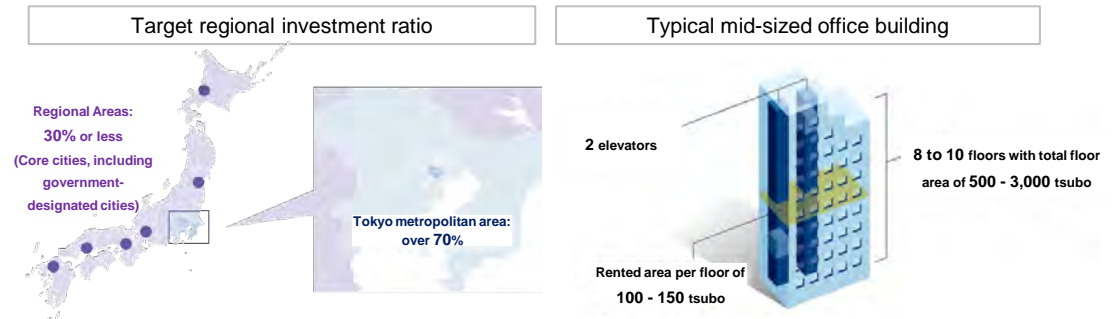 Target regional investment ratio
Typical mid-sized office building
Regional Areas:
30% or less
(Core cities, including
government-
designated cities)
Tokyo metropolitan area:
over 70%
2 elevators
8 to 10 floors with total floor
area of 500 - 3,000 tsubo
Rented area per floor of
100 - 150 tsubo